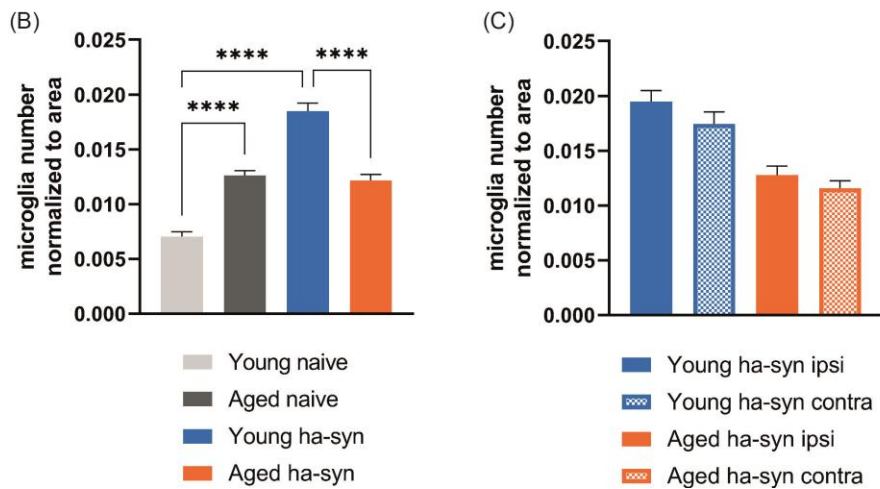 (B)
microglia number
normalized to area
0.025
0.020
0.015
0.010
0.005
0.000
****
****
****
Young naive
Aged naive
Young ha-syn
Aged ha-syn
(C)
microglia number
normalized to area
0.025
0.020
0.015
0.010
0.005
0.000
Young ha-syn ipsi
Young ha-syn contra
Aged ha-syn ipsi
Aged ha-syn contra